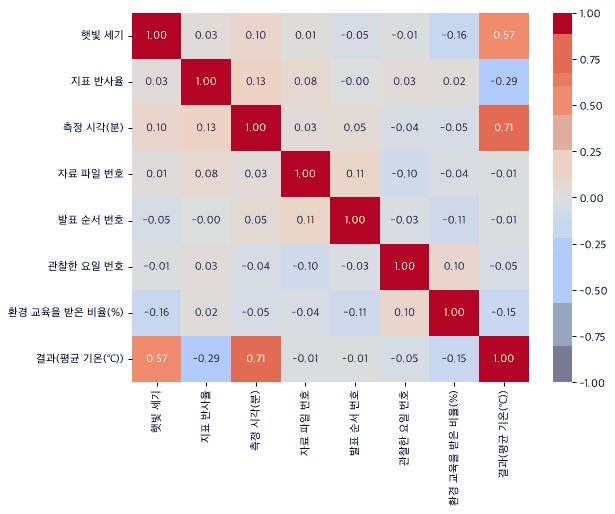 햇빛 세기 1.00 0.03 0.10 0.01 -0.05 -0.01 -0.16 0.57
지표 반사율 0.03 1.00 0.13 0.08 -0.00 0.03 0.02 -0.29
측정 시각(분) 0.10 0.13 1.00 0.03 0.05 -0.04 -0.05 0.71
자료 파일 번호 0.01 0.08 0.03 1.00 0.11 -0.10 -0.04 -0.01
발표 순서 번호 -0.05 -0.00 0.05 0.11 1.00 -0.03 -0.11 -0.01
관찰한 요일 번호 -0.01 0.03 -0.04 -0.10 -0.03 1.00 0.10 -0.05
환경 교육을 받은 비율(%) -0.16 0.02 -0.05 -0.04 -0.11 0.10 1.00 -0.15
결과(평균 기온(℃)) 0.57 -0.29 0.71 -0.01 -0.01 -0.05 -0.15 1.00
햇빛 세기
지표 반사율
측정 시각(분)
자료 파일 번호
발표 순서 번호
관찰한 요일 번호
환경 교육을 받은 비율(%)
결과(평균 기온(℃))
1.00
0.75
0.50
0.25
0.00
-0.25
-0.50
-0.75
-1.00